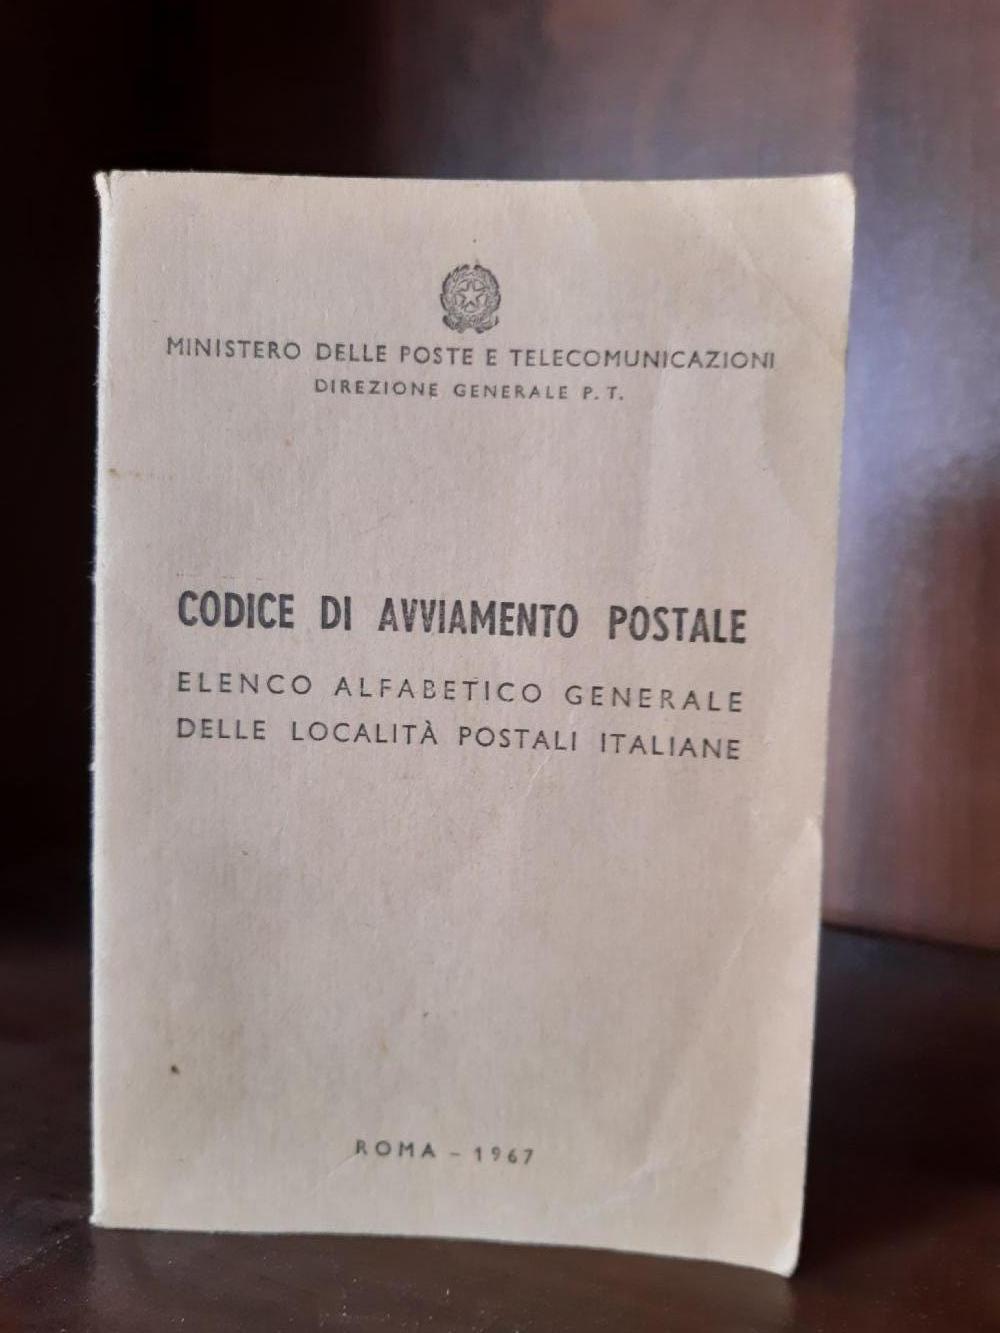 MINISTERO DELLE POSTE E TELECOMUNICAZIONI
DIREZIONE GENERALE P. T.
CODICE DI AVVIAMENTO POSTALE
ELENCO ALFABETICO GENERALE
DELLE LOCALITÀ POSTALI ITALIANE
ROMA - 1967